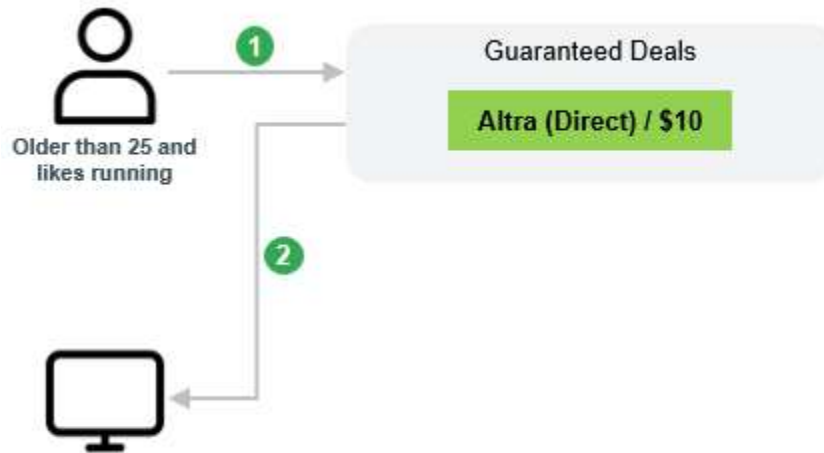 1
Guaranteed Deals
Altra (Direct) / $10
Older than 25 and
likes running
2